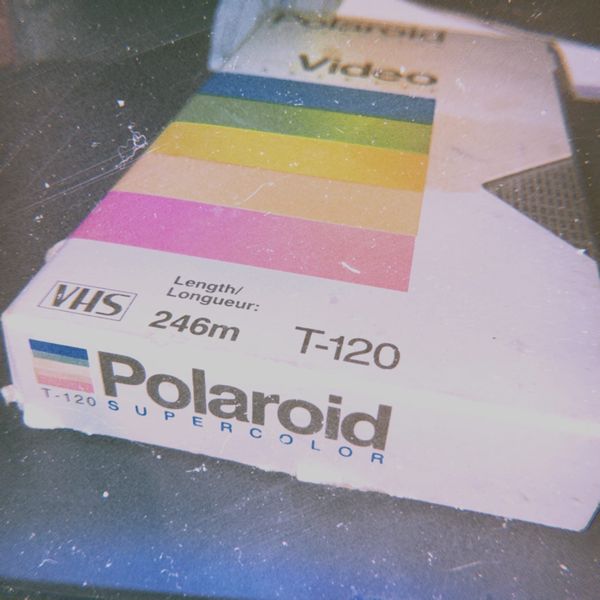 Polaroid
Video
VHS
Length/
Longueur:
246m
T-120
Polaroid
T-120 SUPERCOLOR